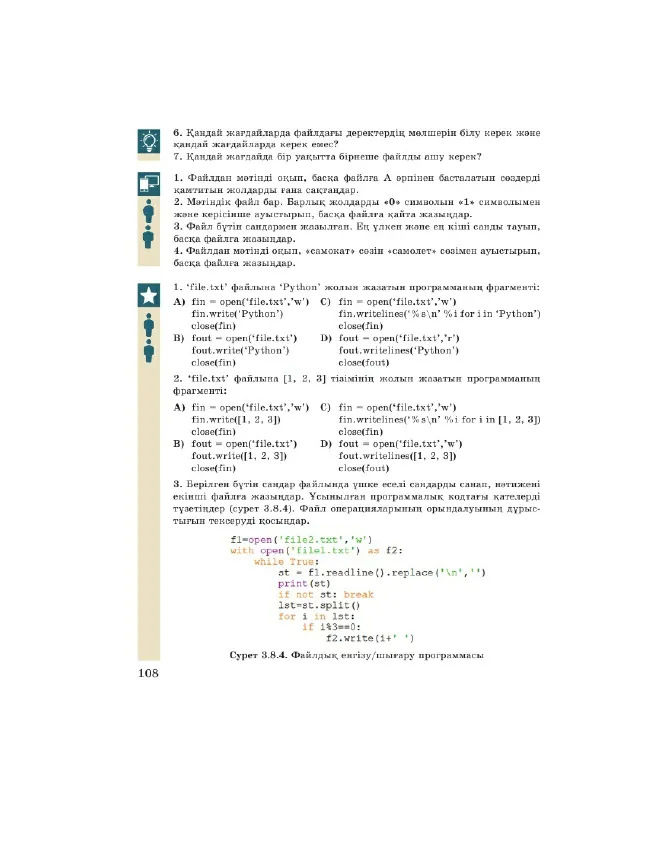 6. Қандай жағдайларда файлдағы деректердің мөлшерін білу керек және
қандай жағдайларда керек емес?
7. Қандай жағдайда бір уақытта бірнеше файлды ашу керек?
1. Файлдан мәтінді оқып, басқа файлға А әрпінен басталатын сөздерді
қамтитын жолдарды ғана сақтаңдар.
2. Мәтіндік файл бар. Барлық жолдарды «0» символын «1» символымен
және керісінше ауыстырып, басқа файлға қайта жазыңдар.
3. Файл бүтін сандармен жазылған. Ең үлкен және ең кіші санды тауып,
басқа файлға жазыңдар.
4. Файлдан мәтінді оқып, «самокат» сөзін «самолет» сөзімен ауыстырып,
басқа файлға жазыңдар.
1. ‘file.txt’ файлына ‘Python’ жолын жазатын программаның фрагменті:
A) fin = open(‘file.txt’,’w’)
fin.write(‘Python’)
close(fin)
B) fout = open(‘file.txt’)
fout.write(‘Python’)
close(fin)
C) fin = open(‘file.txt’,’w’)
fin.writelines(‘%s\n’ %i for i in ‘Python’)
close(fin)
D) fout = open(‘file.txt’,’r’)
fout.writelines(‘Python’)
close(fout)
2. ‘file.txt’ файлына [1, 2, 3] тізімінің жолын жазатын программаның
фрагменті:
A) fin = open(‘file.txt’,’w’)
fin.write([1, 2, 3])
close(fin)
B) fout = open(‘file.txt’)
fout.write([1, 2, 3])
close(fin)
C) fin = open(‘file.txt’,’w’)
fin.writelines(‘%s\n’ %i for i in [1, 2, 3])
close(fin)
D) fout = open(‘file.txt’,’w’)
fout.writelines([1, 2, 3])
close(fout)
3. Берілген бүтін сандар файлында үшке еселі сандарды санап, нәтижені
екінші файлға жазыңдар. Ұсынылған программалық кодтағы қателерді
түзетіңдер (сурет 3.8.4). Файл операцияларының орындалуының дұрыс-
тығын тексеруді қосыңдар.
f1=open('file2.txt','w')
with open('file1.txt') as f2:
while True:
st = f1.readline().replace('\n','')
print(st)
if not st: break
lst=st.split()
for i in lst:
if i%3==0:
f2.write(i+' ')
Сурет 3.8.4. Файлдық енгізу/шығару программасы
108